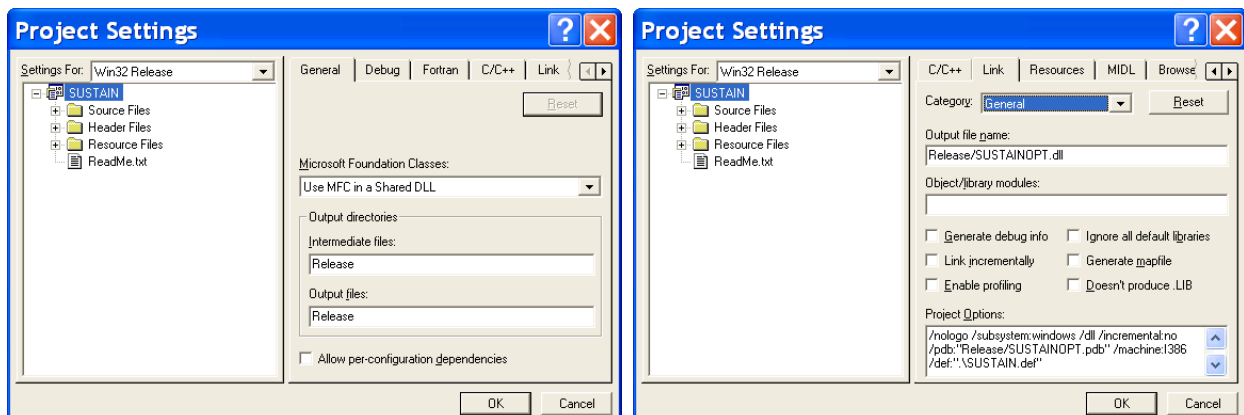 Project Settings
Settings For: Win32 Release
SUSTAIN
Source Files
Header Files
Resource Files
ReadMe.txt
General Debug Fortran C/C++ Link
Reset
Microsoft Foundation Classes:
Use MFC in a Shared DLL
Output directories
Intermediate files:
Release
Output files:
Release
Allow per-configuration dependencies
OK Cancel
Project Settings
Settings For: Win32 Release
SUSTAIN
Source Files
Header Files
Resource Files
ReadMe.txt
C/C++ Link Resources MIDL Browse
Category: General Reset
Output file name:
Release/SUSTAINOPT.dll
Object/library modules:
Generate debug info Ignore all default libraries
Link incrementally Generate mapfile
Enable profiling Doesn't produce .LIB
Project Options:
/nologo /subsystem:windows /dll /incremental:no
/pdb:"Release/SUSTAINOPT.pdb" /machine:I386
/def:".\SUSTAIN.def"
OK Cancel